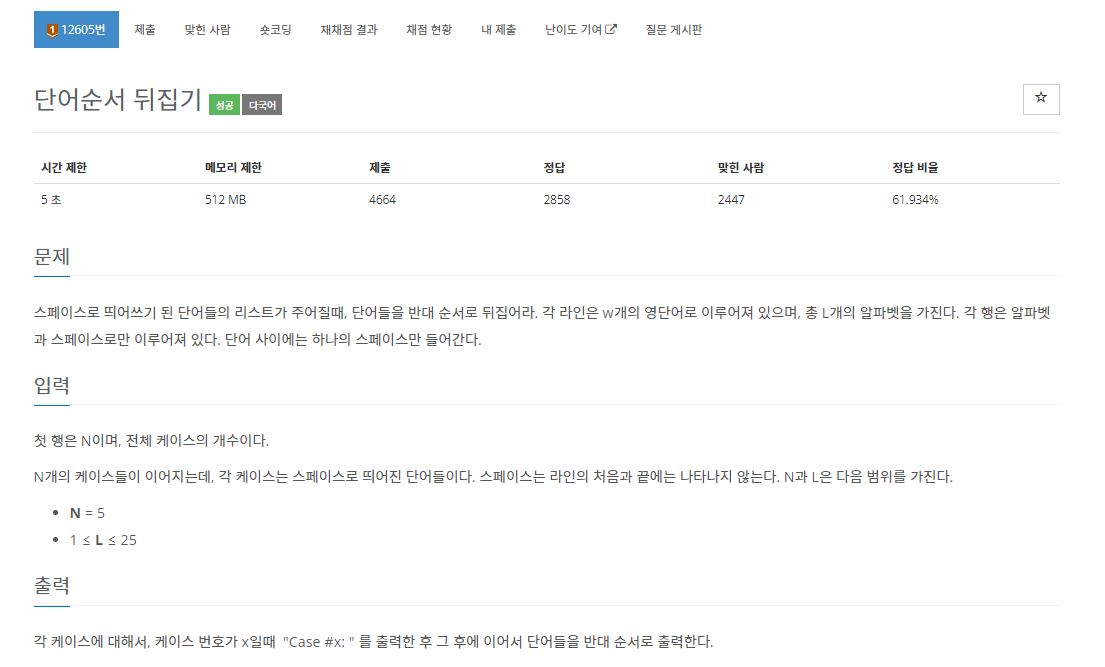 1 12605번 제출 맞힌 사람 숏코딩 재채점 결과 채점 현황 내 제출 난이도 기여 질문 게시판
단어순서 뒤집기 성공 다국어
시간 제한 메모리 제한 제출 정답 맞힌 사람 정답 비율
5 초 512 MB 4664 2858 2447 61.934%
문제
스페이스로 띄어쓰기 된 단어들의 리스트가 주어질때, 단어들을 반대 순서로 뒤집어라. 각 라인은 w개의 영단어로 이루어져 있으며, 총 L개의 알파벳을 가진다. 각 행은 알파벳
과 스페이스로만 이루어져 있다. 단어 사이에는 하나의 스페이스만 들어간다.
입력
첫 행은 N이며, 전체 케이스의 개수이다.
N개의 케이스들이 이어지는데, 각 케이스는 스페이스로 띄어진 단어들이다. 스페이스는 라인의 처음과 끝에는 나타나지 않는다. N과 L은 다음 범위를 가진다.
• N = 5
• 1 ≤ L ≤ 25
출력
각 케이스에 대해서, 케이스 번호가 x일때 "Case #x: " 를 출력한 후 그 후에 이어서 단어들을 반대 순서로 출력한다.